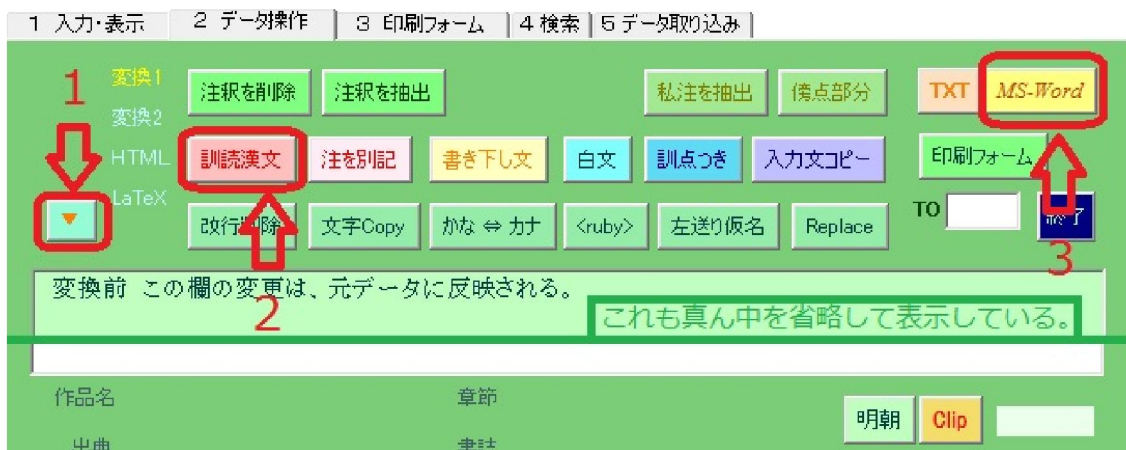 1 入力・表示 2 データ操作 3 印刷フォーム 4 検索 5 データ取り込み
1 変換1 注釈を削除 注釈を抽出 私注を抽出 傍点部分 TXT MS-Word
変換2
HTML 訓読漢文 注を別記 書き下し文 白文 訓点つき 入力文コピー 印刷フォーム
LaTeX
改行削除 文字Copy かな ⇔ カナ <ruby> 左送り仮名 Replace TO 終了
2 3
変換前 この欄の変更は、元データに反映される。
これも真ん中を省略して表示している。
作品名 章節
明朝 Clip
出典 書誌